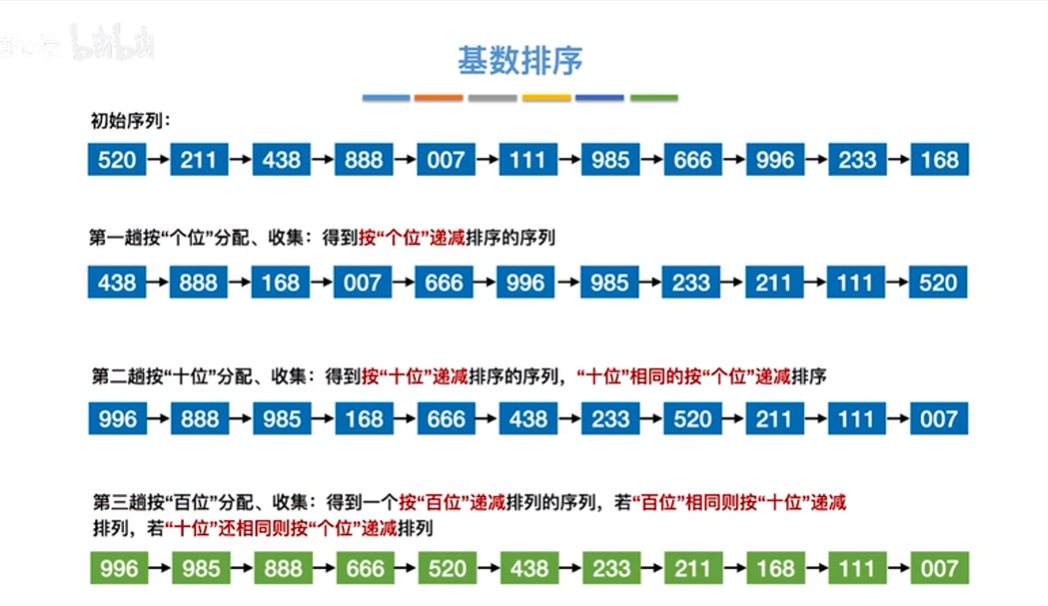 bilibili
基数排序
初始序列：
520 211 438 888 007 111 985 666 996 233 168
第一趟按“个位”分配、收集：得到按“个位”递减排序的序列
438 888 168 007 666 996 985 233 211 111 520
第二趟按“十位”分配、收集：得到按“十位”递减排序的序列，“十位”相同的按“个位”递减排序
996 888 985 168 666 438 233 520 211 111 007
第三趟按“百位”分配、收集：得到一个按“百位”递减排列的序列，若“百位”相同则按“十位”递减
排列，若“十位”还相同则按“个位”递减排列
996 985 888 666 520 438 233 211 168 111 007